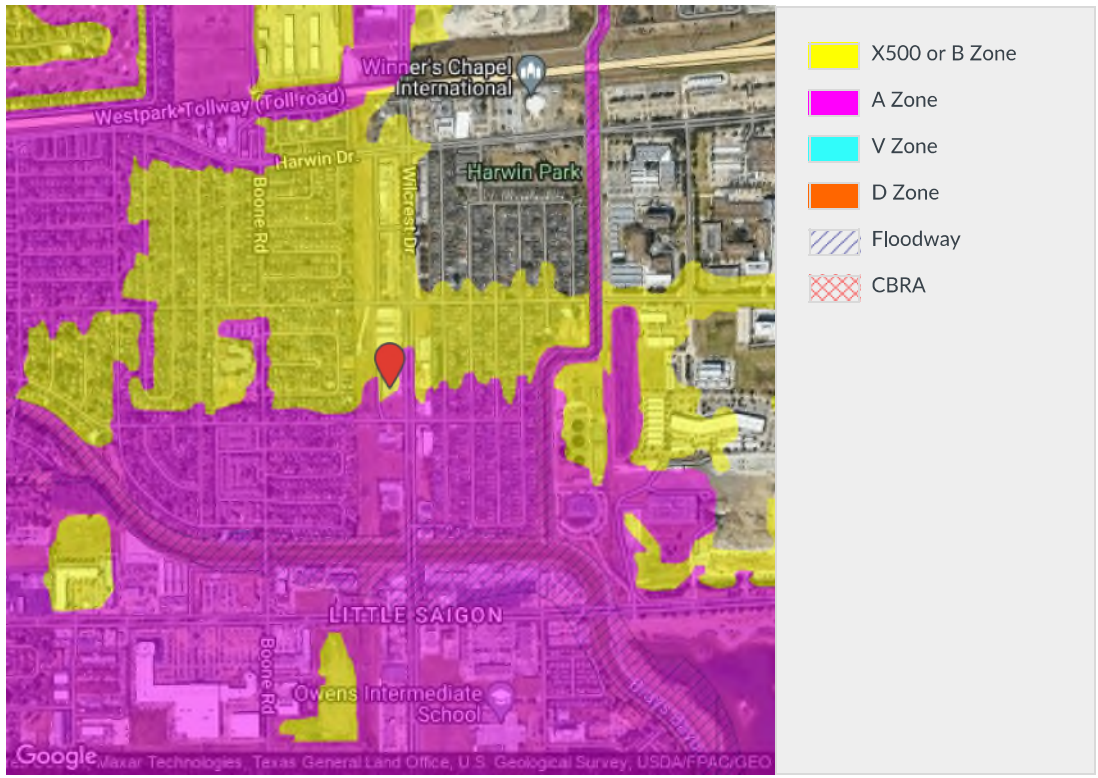 Winner's Chapel
International
Westpark Tollway (Toll road)
Harwin Dr
Harwin Park
Boone Rd
Wilcrest Dr
LITTLE SAIGON
Boone Rd
Owens Intermediate
School
Google
Maxar Technologies, Texas General Land Office, U.S. Geological Survey, USDA/FPAC/GEO
X500 or B Zone
A Zone
V Zone
D Zone
Floodway
CBRA